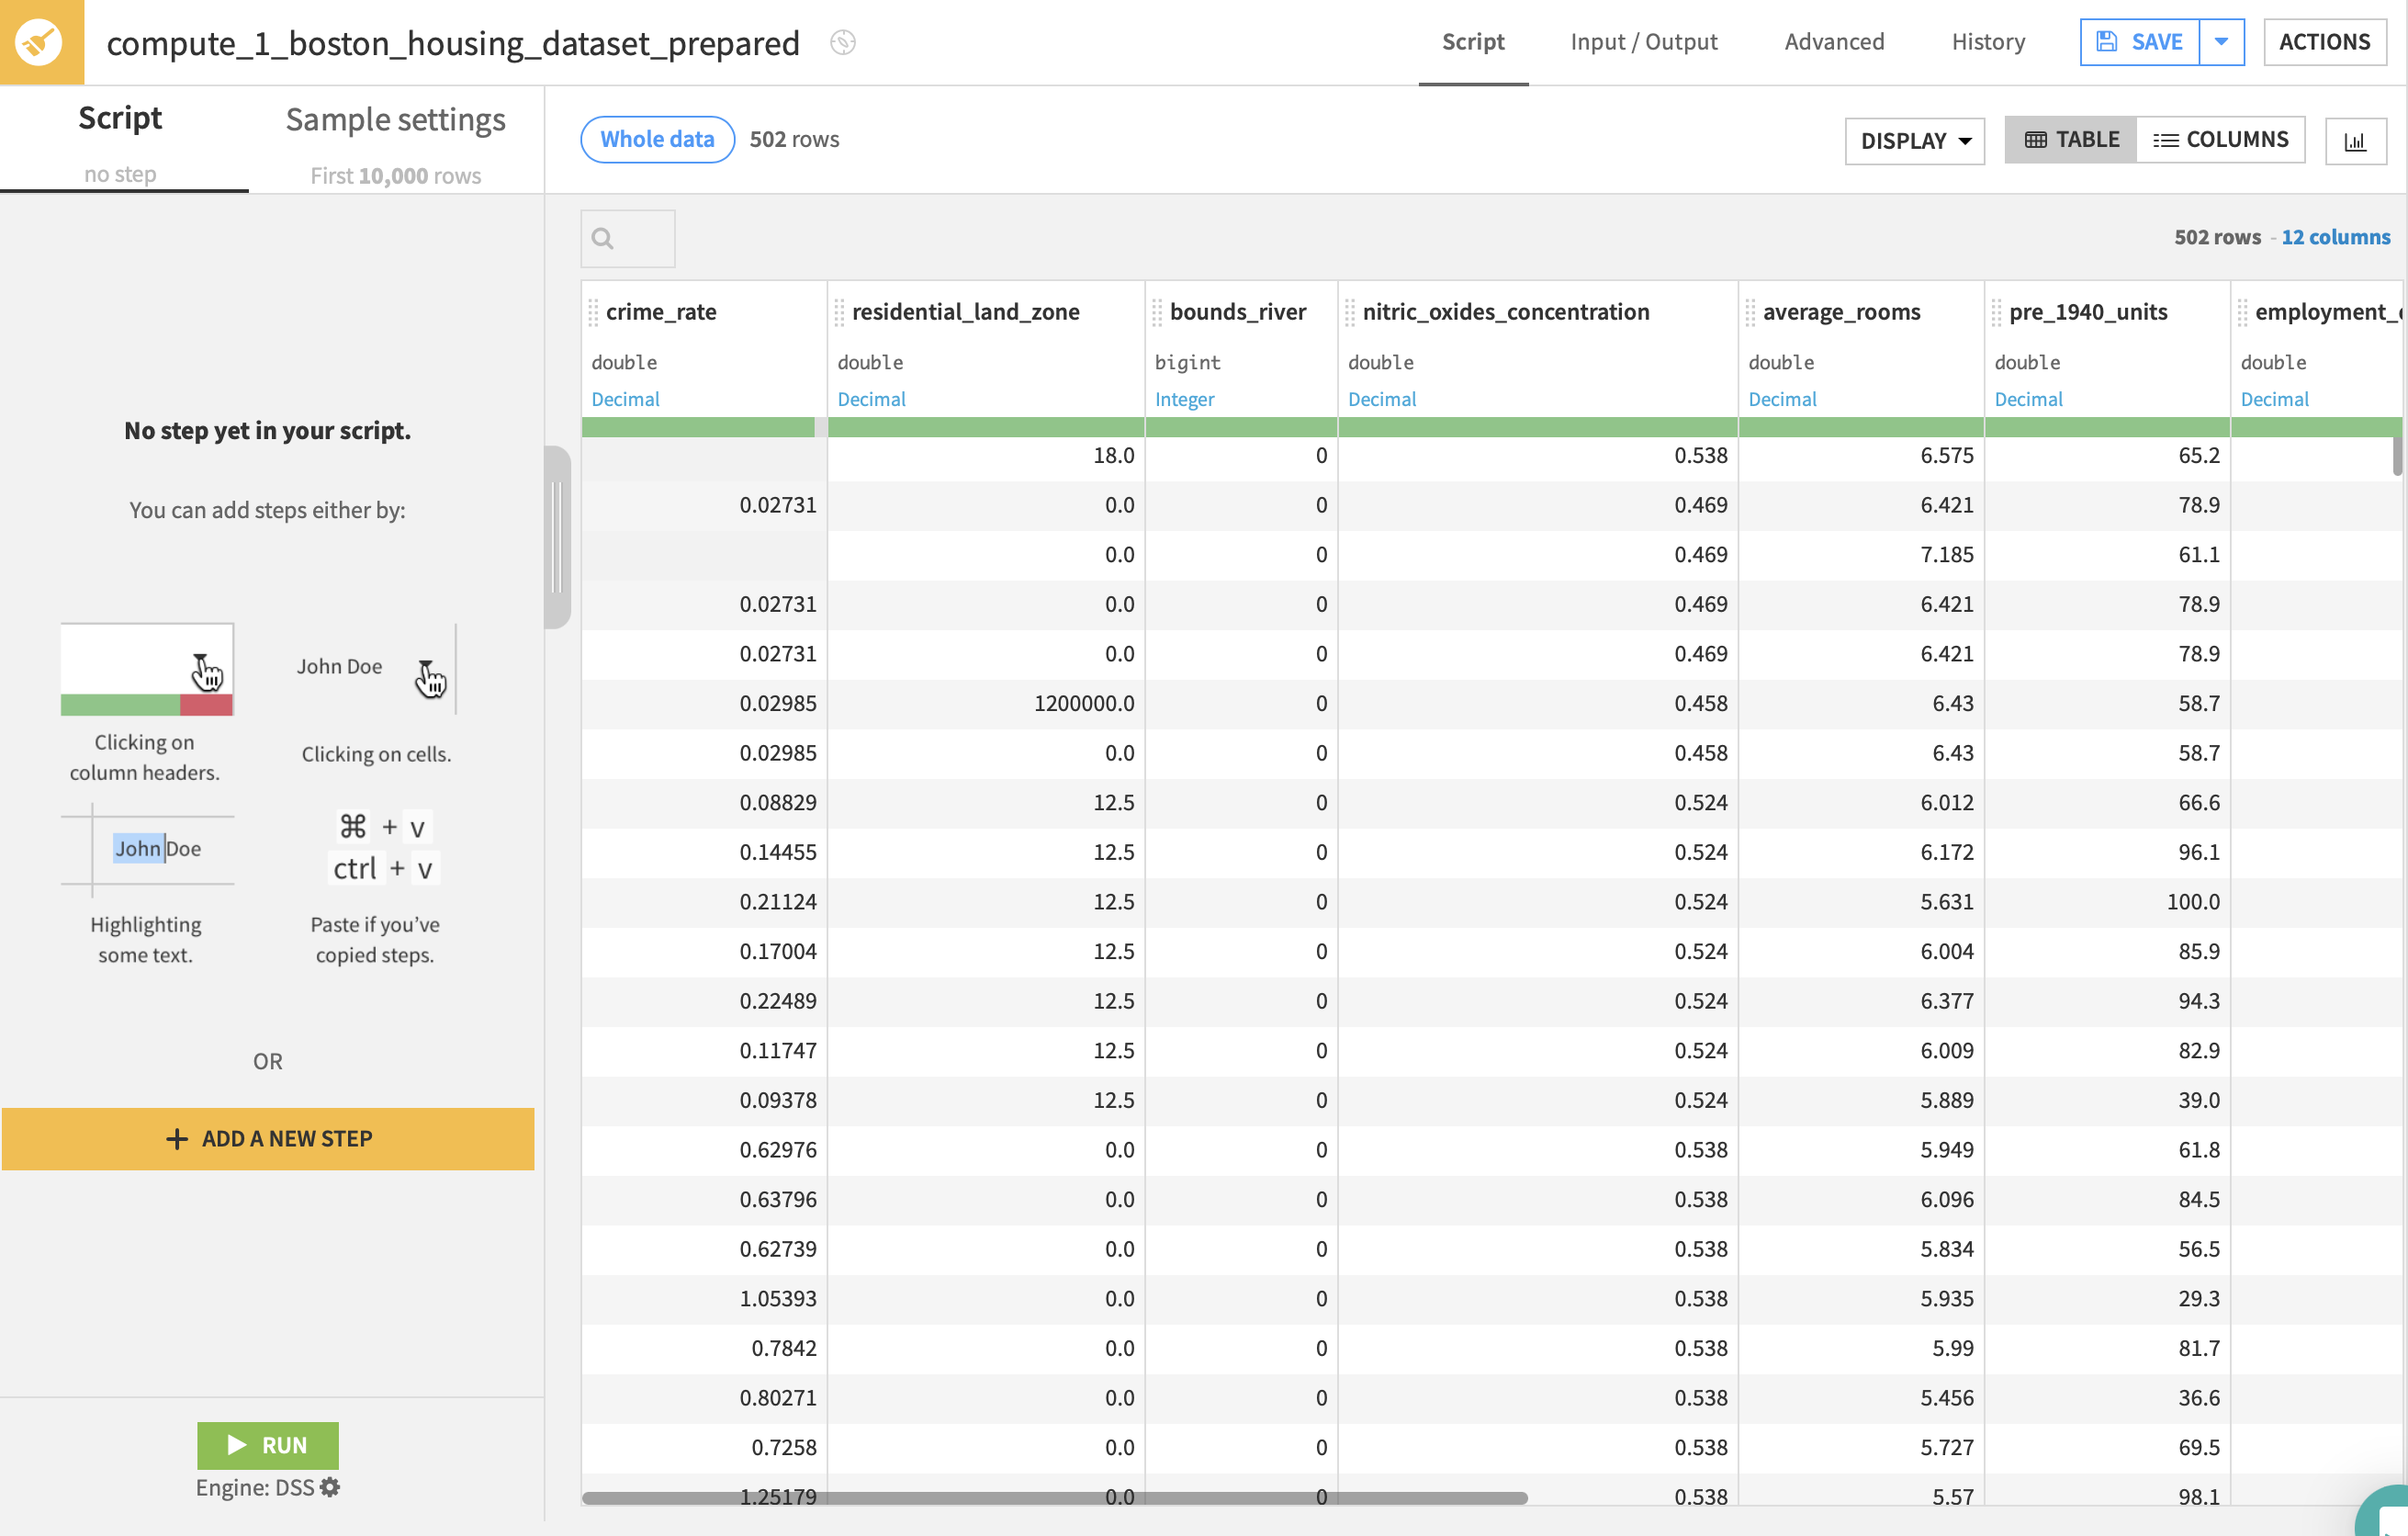 compute_1_boston_housing_dataset_prepared
Script Input / Output Advanced History SAVE ACTIONS
Script Sample settings
no step First 10,000 rows
Whole data 502 rows
DISPLAY TABLE COLUMNS
502 rows - 12 columns
crime_rate residential_land_zone bounds_river nitric_oxides_concentration average_rooms pre_1940_units employment_
double double bigint double double double double
Decimal Decimal Integer Decimal Decimal Decimal Decimal
18.0 0 0.538 6.575 65.2
0.02731 0.0 0 0.469 6.421 78.9
0.0 0 0.469 7.185 61.1
0.02731 0.0 0 0.469 6.421 78.9
0.02731 0.0 0 0.469 6.421 78.9
0.02985 1200000.0 0 0.458 6.43 58.7
0.02985 0.0 0 0.458 6.43 58.7
0.08829 12.5 0 0.524 6.012 66.6
0.14455 12.5 0 0.524 6.172 96.1
0.21124 12.5 0 0.524 5.631 100.0
0.17004 12.5 0 0.524 6.004 85.9
0.22489 12.5 0 0.524 6.377 94.3
0.11747 12.5 0 0.524 6.009 82.9
0.09378 12.5 0 0.524 5.889 39.0
0.62976 0.0 0 0.538 5.949 61.8
0.63796 0.0 0 0.538 6.096 84.5
0.62739 0.0 0 0.538 5.834 56.5
1.05393 0.0 0 0.538 5.935 29.3
0.7842 0.0 0 0.538 5.99 81.7
0.80271 0.0 0 0.538 5.456 36.6
0.7258 0.0 0 0.538 5.727 69.5
1.25179 0.0 0 0.538 5.57 98.1
No step yet in your script.
You can add steps either by:
John Doe
Clicking on
column headers.
Clicking on cells.
John Doe
⌘ + v
ctrl + v
Highlighting
some text.
Paste if you’ve
copied steps.
OR
+ ADD A NEW STEP
RUN
Engine: DSS